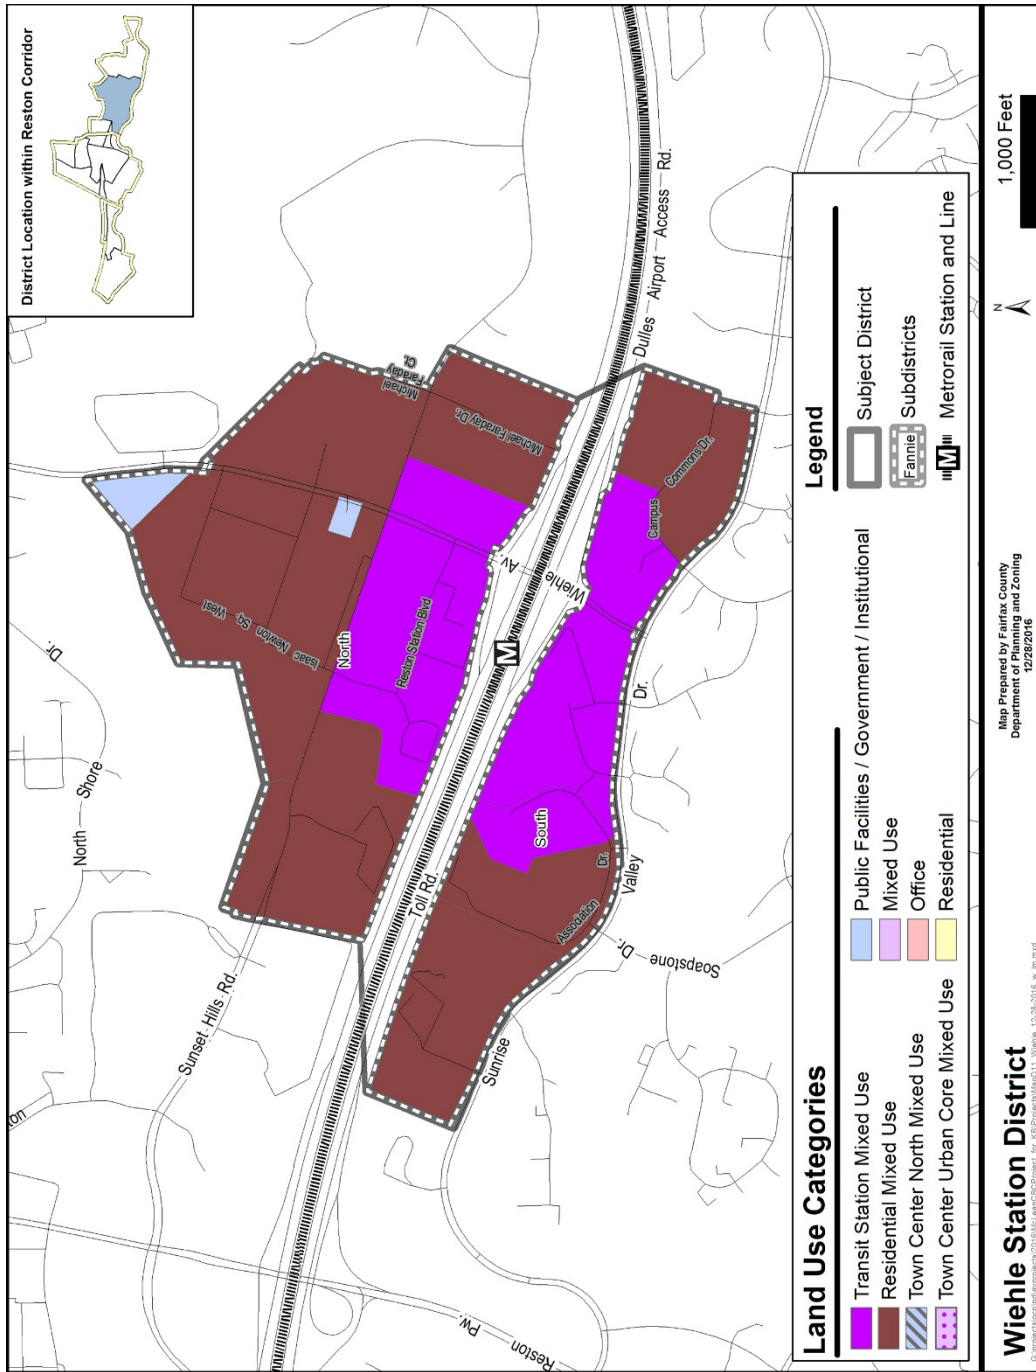 District Location within Reston Corridor
Dr.
North Shore
ton
Sunset Hills Rd.
Isaac Newton Sq. West
North
Reston Station Blvd
Michael Faraday Ct.
Michael Faraday Dr.
Wiehle Av.
M
Dulles Airport Access Rd.
Toll Rd.
Campus Commons Dr.
South
Association Dr.
Sunrise Valley Dr.
Soapstone Dr.
Reston Pw.
Land Use Categories
Transit Station Mixed Use
Residential Mixed Use
Town Center North Mixed Use
Town Center Urban Core Mixed Use
Public Facilities / Government / Institutional
Mixed Use
Office
Residential
Legend
Subject District
Fannie
Subdistricts
M
Metrorail Station and Line
Wiehle Station District
Map Prepared by Fairfax County
Department of Planning and Zoning
12/28/2016
N
1,000 Feet